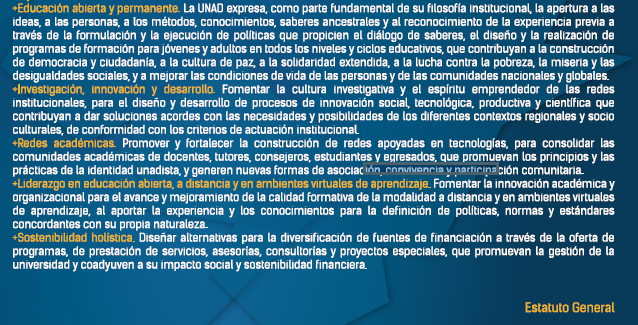 +Educación abierta y permanente. La UNAD expresa, como parte fundamental de su filosofía institucional, la apertura a las
ideas, a las personas, a los métodos, conocimientos, saberes ancestrales y al reconocimiento de la experiencia previa a
través de la formulación y la ejecución de políticas que propicien el diálogo de saberes, el diseño y la realización de
programas de formación para jóvenes y adultos en todos los niveles y ciclos educativos, que contribuyan a la construcción
de democracia y ciudadanía, a la cultura de paz, a la solidaridad extendida, a la lucha contra la pobreza, la miseria y las
desigualdades sociales, y a mejorar las condiciones de vida de las personas y de las comunidades nacionales y globales.
+Investigación, innovación y desarrollo. Fomentar la cultura investigativa y el espíritu emprendedor de las redes
institucionales, para el diseño y desarrollo de procesos de innovación social, tecnológica, productiva y científica que
contribuyan a dar soluciones acordes con las necesidades y posibilidades de los diferentes contextos regionales y socio
culturales, de conformidad con los criterios de actuación institucional.
+Redes académicas. Promover y fortalecer la construcción de redes apoyadas en tecnologías, para consolidar las
comunidades académicas de docentes, tutores, consejeros, estudiantes y egresados, que promuevan los principios y las
prácticas de la identidad unadista, y generen nuevas formas de asociación, convivencia y participación comunitaria.
+Liderazgo en educación abierta, a distancia y en ambientes virtuales de aprendizaje. Fomentar la innovación académica y
organizacional para el avance y mejoramiento de la calidad formativa de la modalidad a distancia y en ambientes virtuales
de aprendizaje, al aportar la experiencia y los conocimientos para la definición de políticas, normas y estándares
concordantes con su propia naturaleza.
+Sostenibilidad holística. Diseñar alternativas para la diversificación de fuentes de financiación a través de la oferta de
programas, de prestación de servicios, asesorías, consultorías y proyectos especiales, que promuevan la gestión de la
universidad y coadyuven a su impacto social y sostenibilidad financiera.
Estatuto General